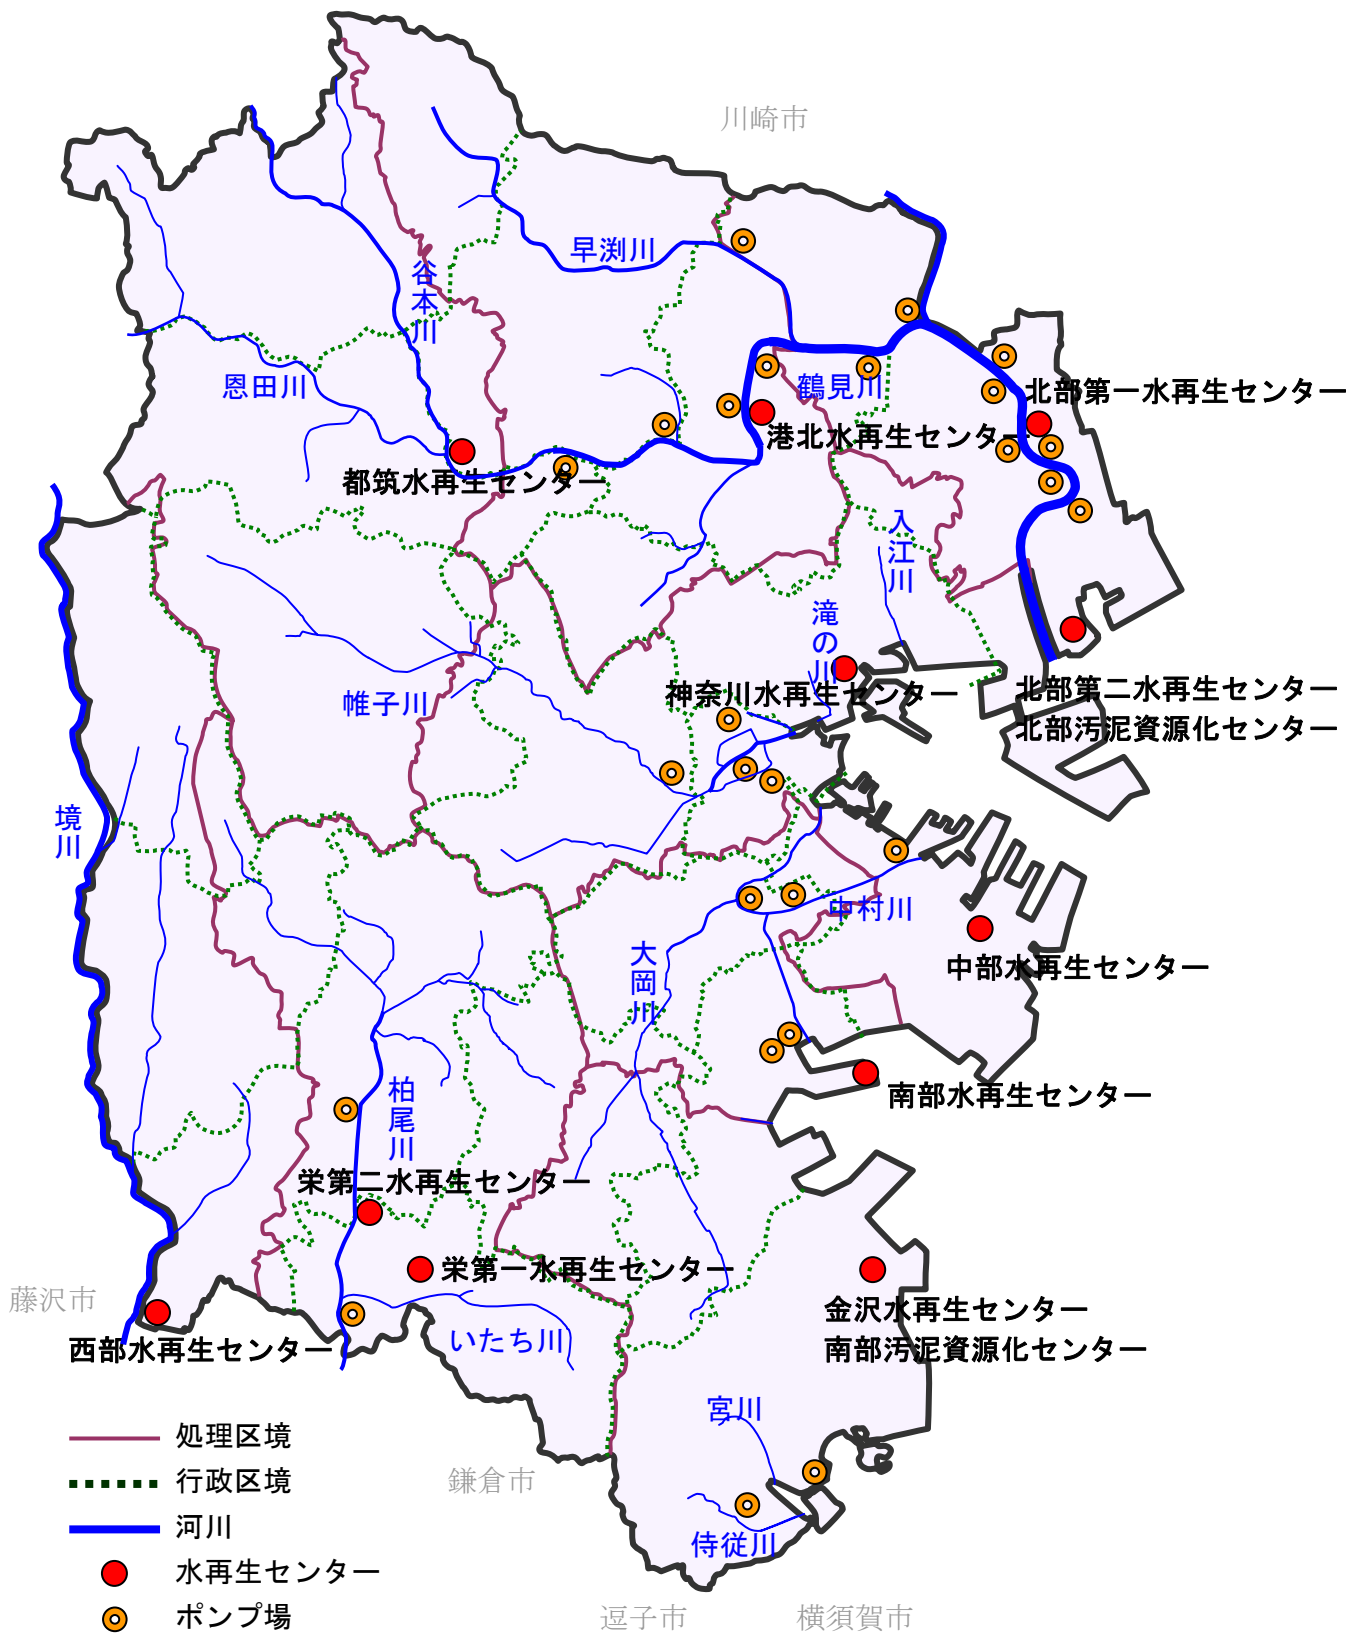 川崎市
早渕川
谷本川
恩田川
鶴見川
北部第一水再生センター
港北水再生センター
都筑水再生センター
入江川
滝の川
神奈川水再生センター
北部第二水再生センター
北部汚泥資源化センター
帷子川
境川
中村川
大岡川
中部水再生センター
柏尾川
南部水再生センター
栄第二水再生センター
栄第一水再生センター
藤沢市
金沢水再生センター
南部汚泥資源化センター
西部水再生センター
いたち川
宮川
処理区境
鎌倉市
行政区境
河川
侍従川
水再生センター
ポンプ場
逗子市
横須賀市